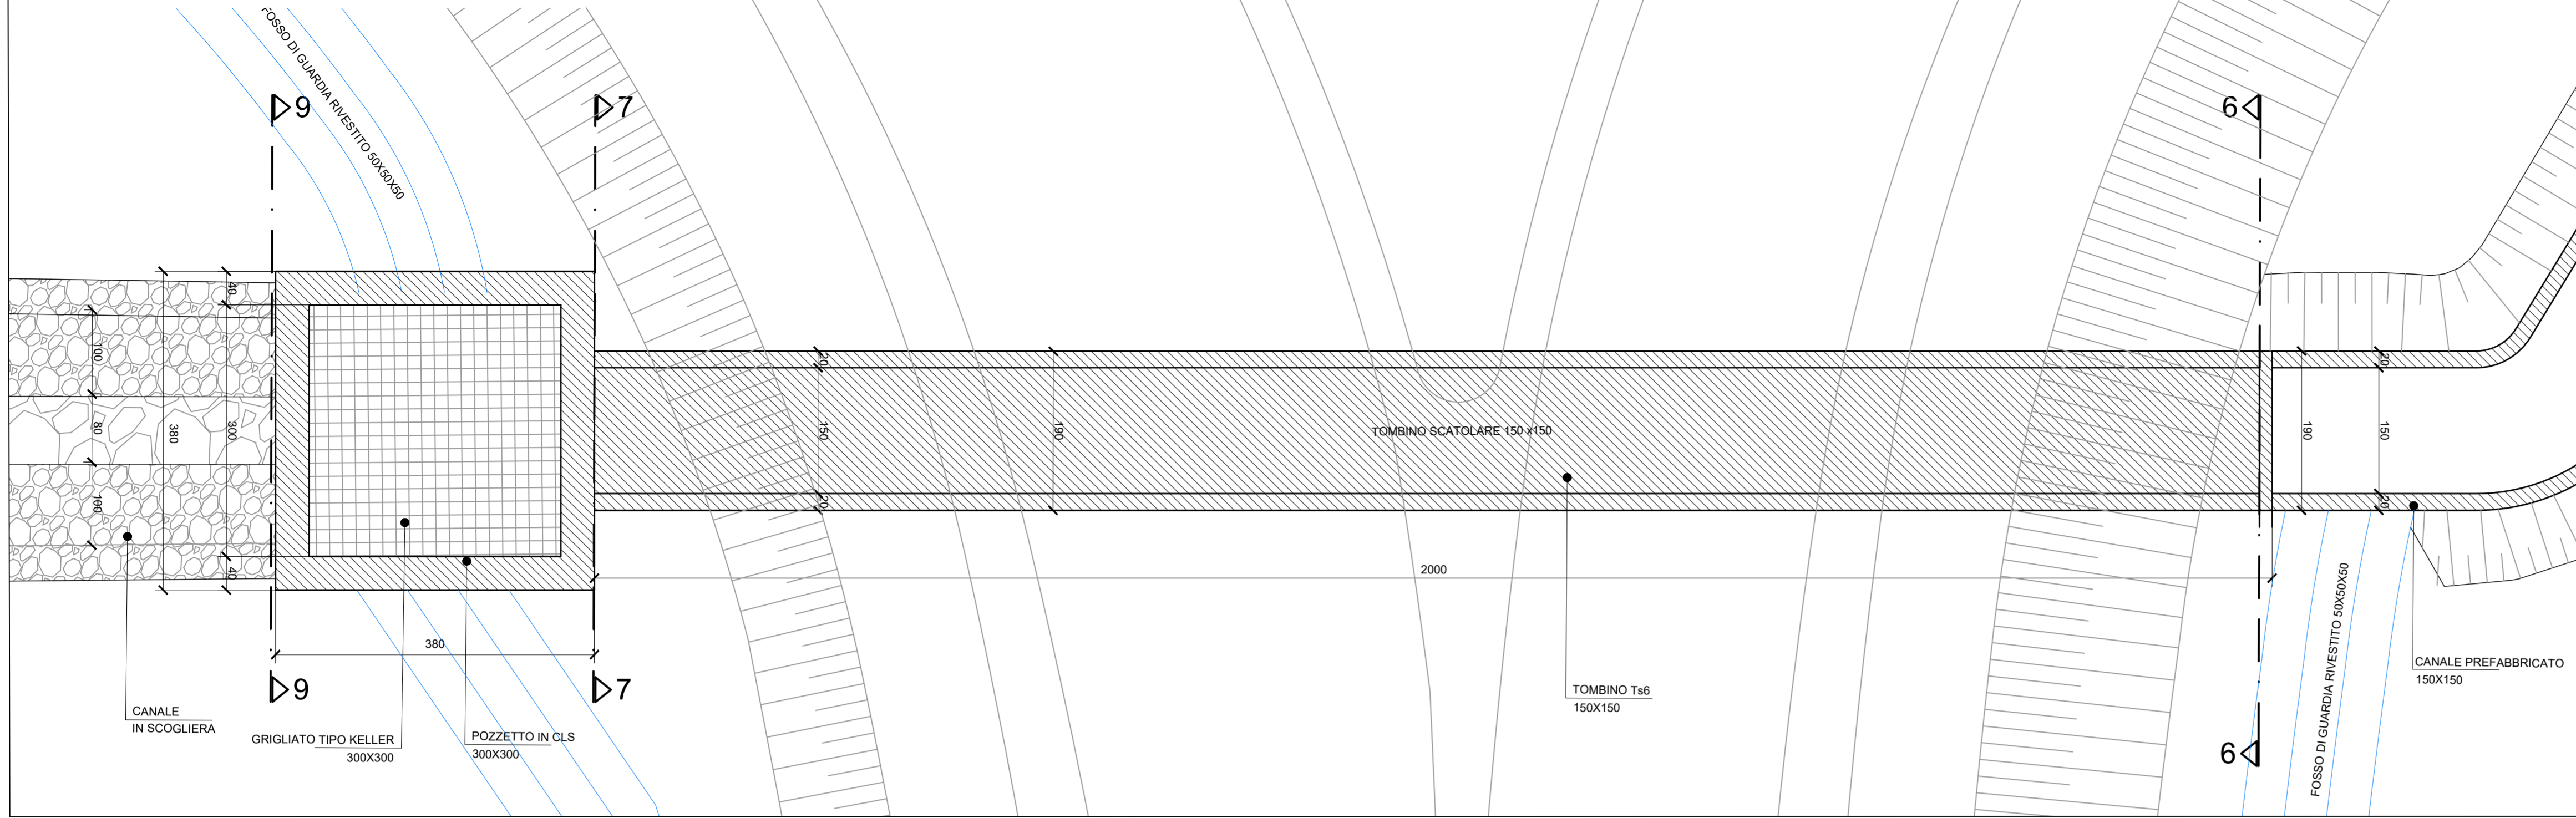 FOSSO DI GUARDIA RIVESTITO 50X50X50
9
7
6
40
100
80
100
380
300
40
20
150
20
190
TOMBINO SCATOLARE 150 x150
190
20
150
20
2000
380
9
7
6
CANALE
IN SCOGLIERA
GRIGLIATO TIPO KELLER
300X300
POZZETTO IN CLS
300X300
TOMBINO Ts6
150X150
FOSSO DI GUARDIA RIVESTITO 50X50X50
CANALE PREFABBRICATO
150X150